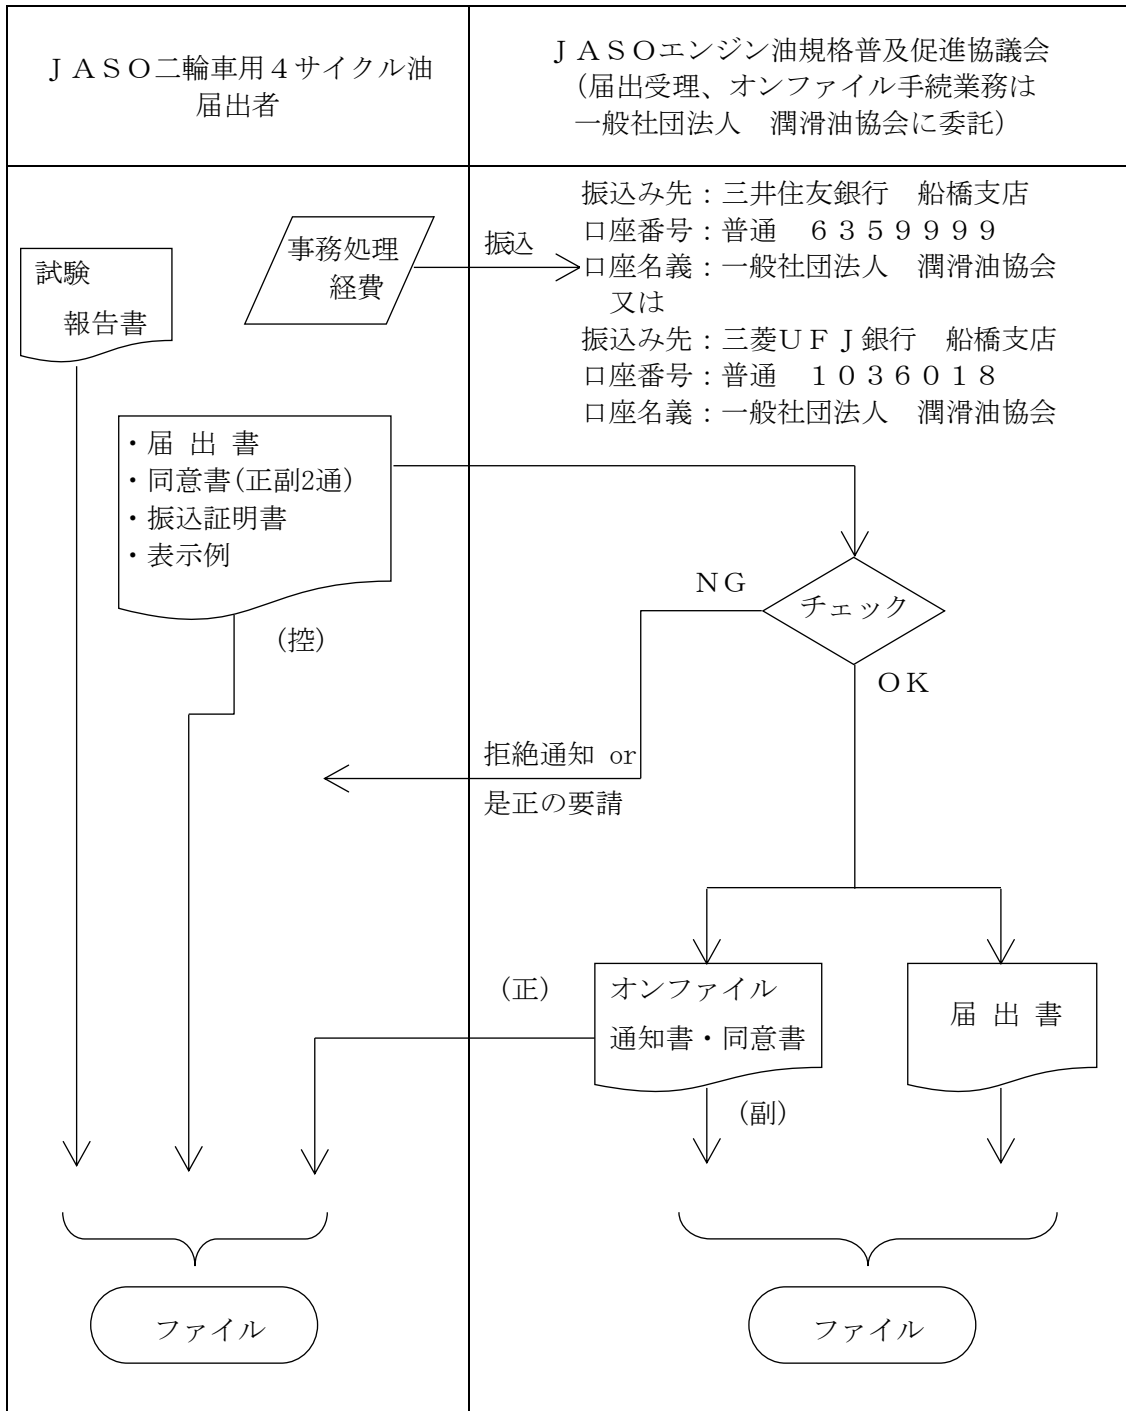 JASO二輪車用4サイクル油
届出者
JASOエンジン油規格普及促進協議会
(届出受理、オンファイル手続業務は
一般社団法人　潤滑油協会に委託)
試験
報告書
事務処理
経費
振込
振込み先：三井住友銀行　船橋支店
口座番号：普通　６３５９９９９
口座名義：一般社団法人　潤滑油協会
又は
振込み先：三菱ＵＦＪ銀行　船橋支店
口座番号：普通　１０３６０１８
口座名義：一般社団法人　潤滑油協会
・届 出 書
・同意書(正副2通)
・振込証明書
・表示例
(控)
NG
チェック
OK
拒絶通知 or
是正の要請
(正)
オンファイル
通知書・同意書
(副)
届 出 書
ファイル
ファイル